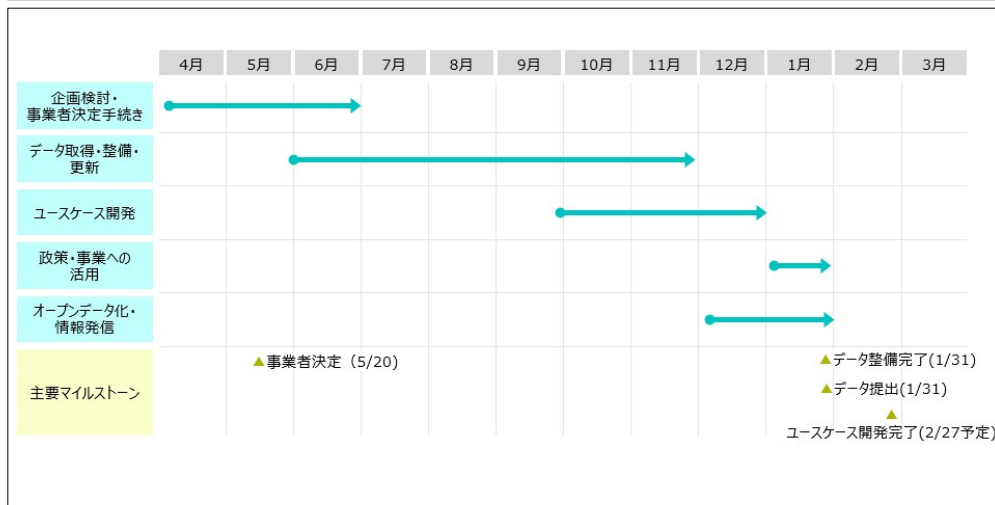 4月 5月 6月 7月 8月 9月 10月 11月 12月 1月 2月 3月
企画検討・
事業者決定手続き
データ取得・整備・
更新
ユースケース開発
政策・事業への
活用
オープンデータ化・
情報発信
主要マイルストーン
▲事業者決定（5/20)
▲データ整備完了(1/31)
▲データ提出(1/31)
▲
ユースケース開発完了(2/27予定)